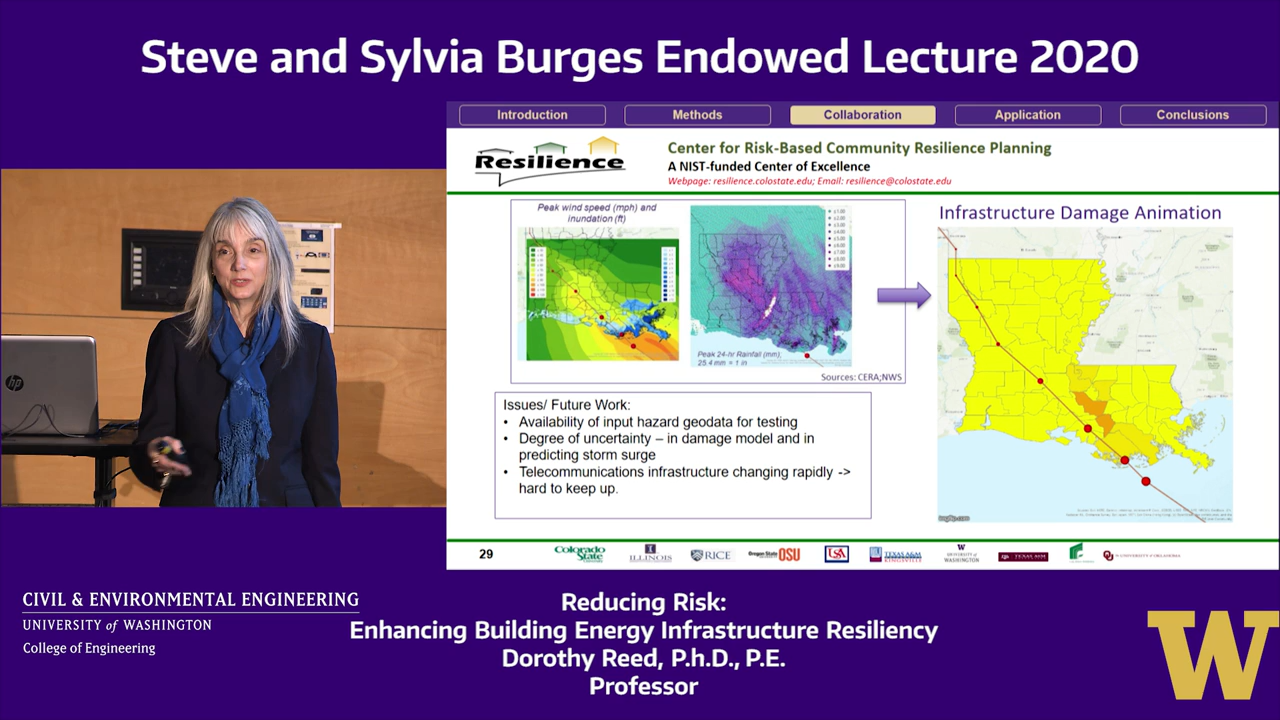 Steve and Sylvia Burges Endowed Lecture 2020
Introduction
Methods
Collaboration
Application
Conclusions
Resilience
Center for Risk-Based Community Resilience Planning
A NIST-funded Center of Excellence
Webpage: resilience.colostate.edu; Email: resilience@colostate.edu
Peak wind speed (mph) and
inundation (ft)
Peak 24-hr Rainfall (mm);
25.4 mm = 1 in
Sources: CERA;NWS
Infrastructure Damage Animation
Issues/ Future Work:
• Availability of input hazard geodata for testing
• Degree of uncertainty – in damage model and in
predicting storm surge
• Telecommunications infrastructure changing rapidly ->
hard to keep up.
imgflip.com
29
Colorado State
ILLINOIS
RICE
Oregon State OSU
TEXAS A&M
KINGSVILLE
W
UNIVERSITY of
WASHINGTON
TEXAS A&M
UNIVERSITY of OKLAHOMA
hp
CIVIL & ENVIRONMENTAL ENGINEERING
UNIVERSITY of WASHINGTON
College of Engineering
Reducing Risk:
Enhancing Building Energy Infrastructure Resiliency
Dorothy Reed, P.h.D., P.E.
Professor
W